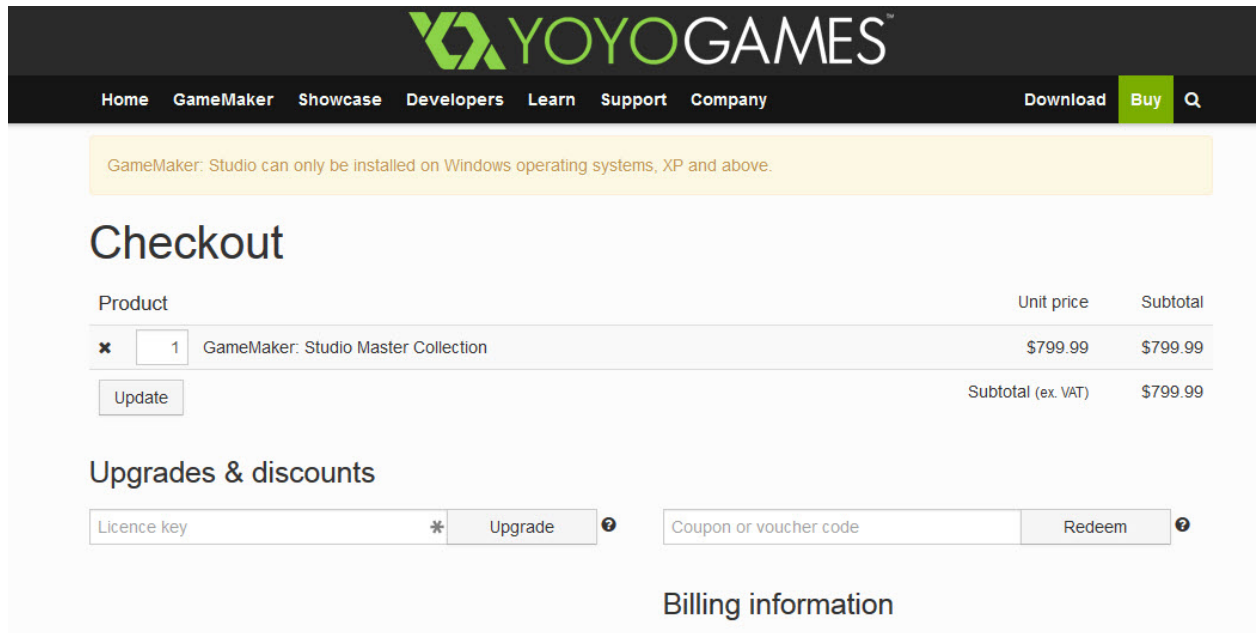 YOYOGAMES™
Home GameMaker Showcase Developers Learn Support Company Download Buy
GameMaker: Studio can only be installed on Windows operating systems, XP and above.
Checkout
Product Unit price Subtotal
✖ 1 GameMaker: Studio Master Collection $799.99 $799.99
Update Subtotal (ex. VAT) $799.99
Upgrades & discounts
Licence key Upgrade ? Coupon or voucher code Redeem ?
Billing information